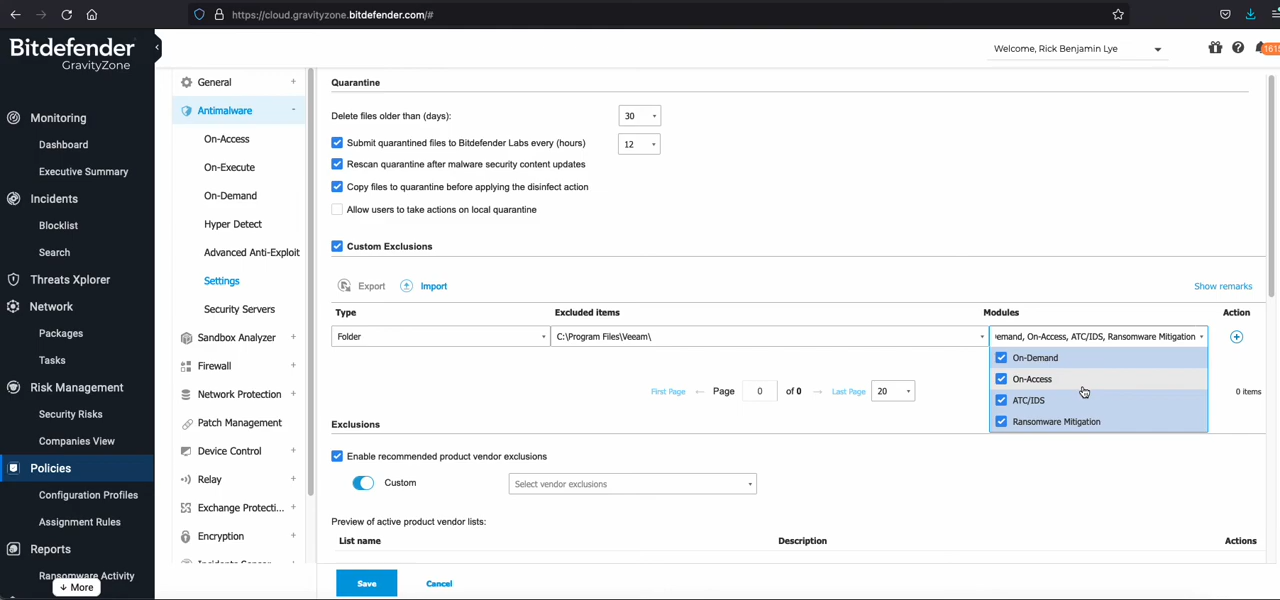 https://cloud.gravityzone.bitdefender.com/#
Bitdefender
GravityZone
Welcome, Rick Benjamin Lye
1615
Monitoring
Dashboard
Executive Summary
Incidents
Blocklist
Search
Threats Xplorer
Network
Packages
Tasks
Risk Management
Security Risks
Companies View
Policies
Configuration Profiles
Assignment Rules
Reports
Ransomware Activity
More
General +
Antimalware -
On-Access
On-Execute
On-Demand
Hyper Detect
Advanced Anti-Exploit
Settings
Security Servers
Sandbox Analyzer +
Firewall +
Network Protection +
Patch Management
Device Control +
Relay +
Exchange Protecti... +
Encryption +
Quarantine
Delete files older than (days): 30
Submit quarantined files to Bitdefender Labs every (hours) 12
Rescan quarantine after malware security content updates
Copy files to quarantine before applying the disinfect action
Allow users to take actions on local quarantine
Custom Exclusions
Export Import Show remarks
Type Excluded items Modules Action
Folder C:\Program Files\Veeam\ emand, On-Access, ATC/IDS, Ransomware Mitigation
On-Demand
On-Access
ATC/IDS
Ransomware Mitigation
First Page ← Page 0 of 0 → Last Page 20 0 items
Exclusions
Enable recommended product vendor exclusions
Custom Select vendor exclusions
Preview of active product vendor lists:
List name Description Actions
Save Cancel